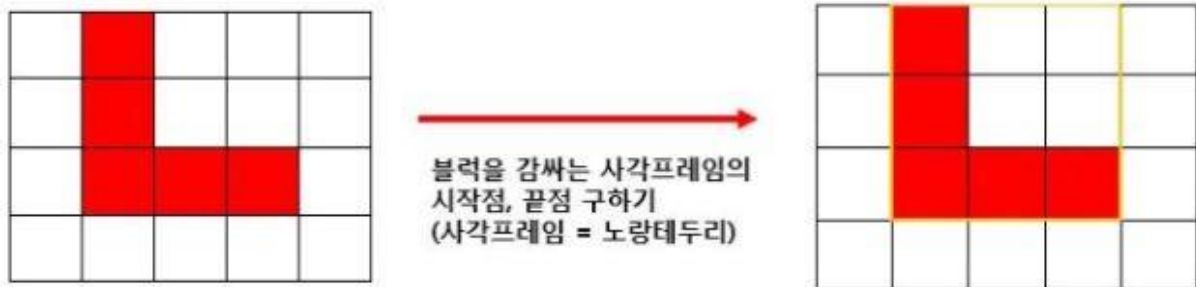 블럭을 감싸는 사각프레임의
시작점, 끝점 구하기
(사각프레임 = 노랑테두리)